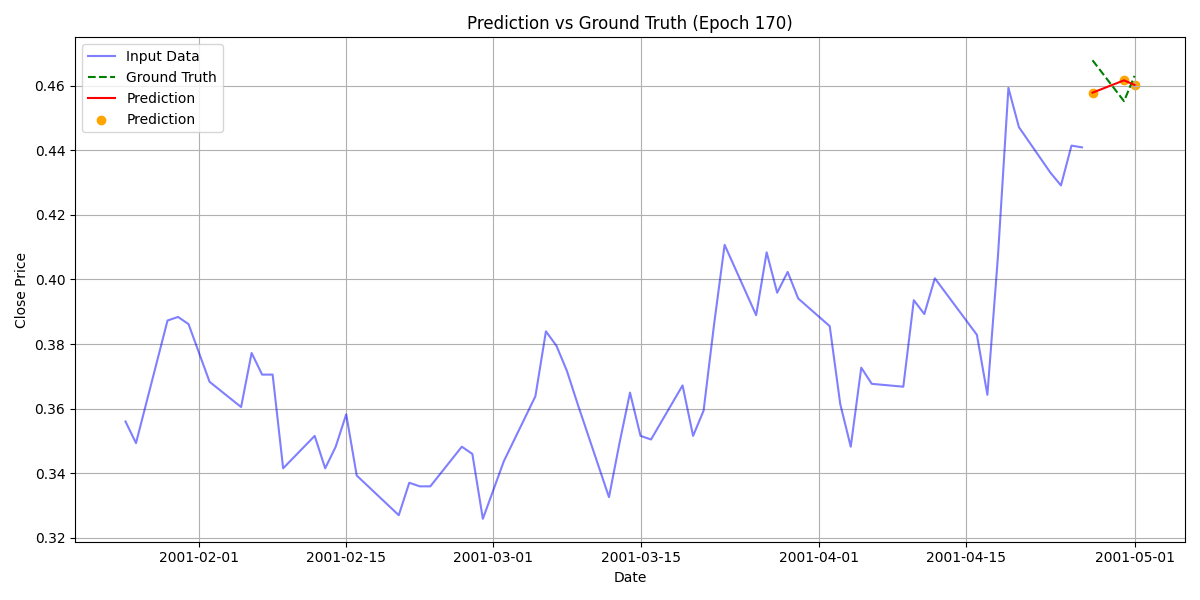 Prediction vs Ground Truth (Epoch 170)
Input Data
Ground Truth
Prediction
Prediction
Close Price
0.46
0.44
0.42
0.40
0.38
0.36
0.34
0.32
2001-02-01 2001-02-15 2001-03-01 2001-03-15 2001-04-01 2001-04-15 2001-05-01
Date